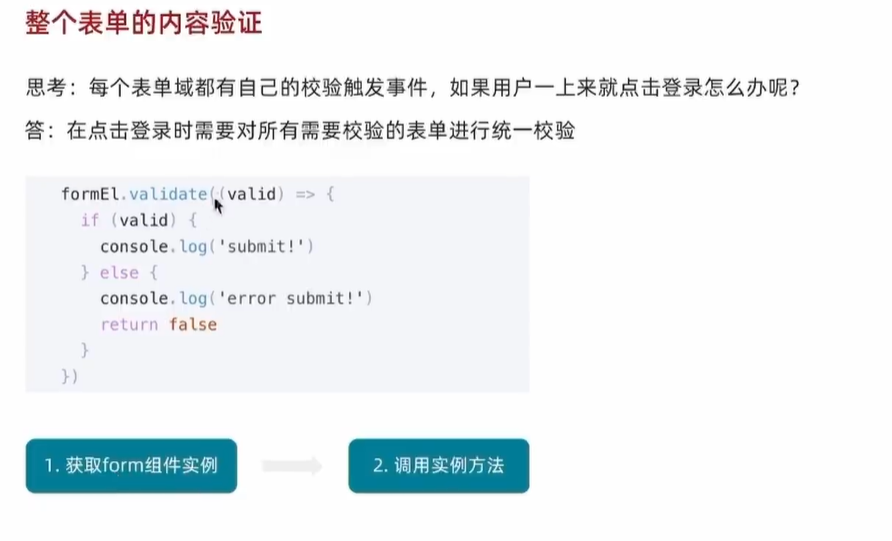 整个表单的内容验证
思考：每个表单域都有自己的校验触发事件，如果用户一上来就点击登录怎么办呢？
答：在点击登录时需要对所有需要校验的表单进行统一校验
formEl.validate((valid) => {
  if (valid) {
    console.log('submit!')
  } else {
    console.log('error submit!')
    return false
  }
})
1. 获取form组件实例
2. 调用实例方法